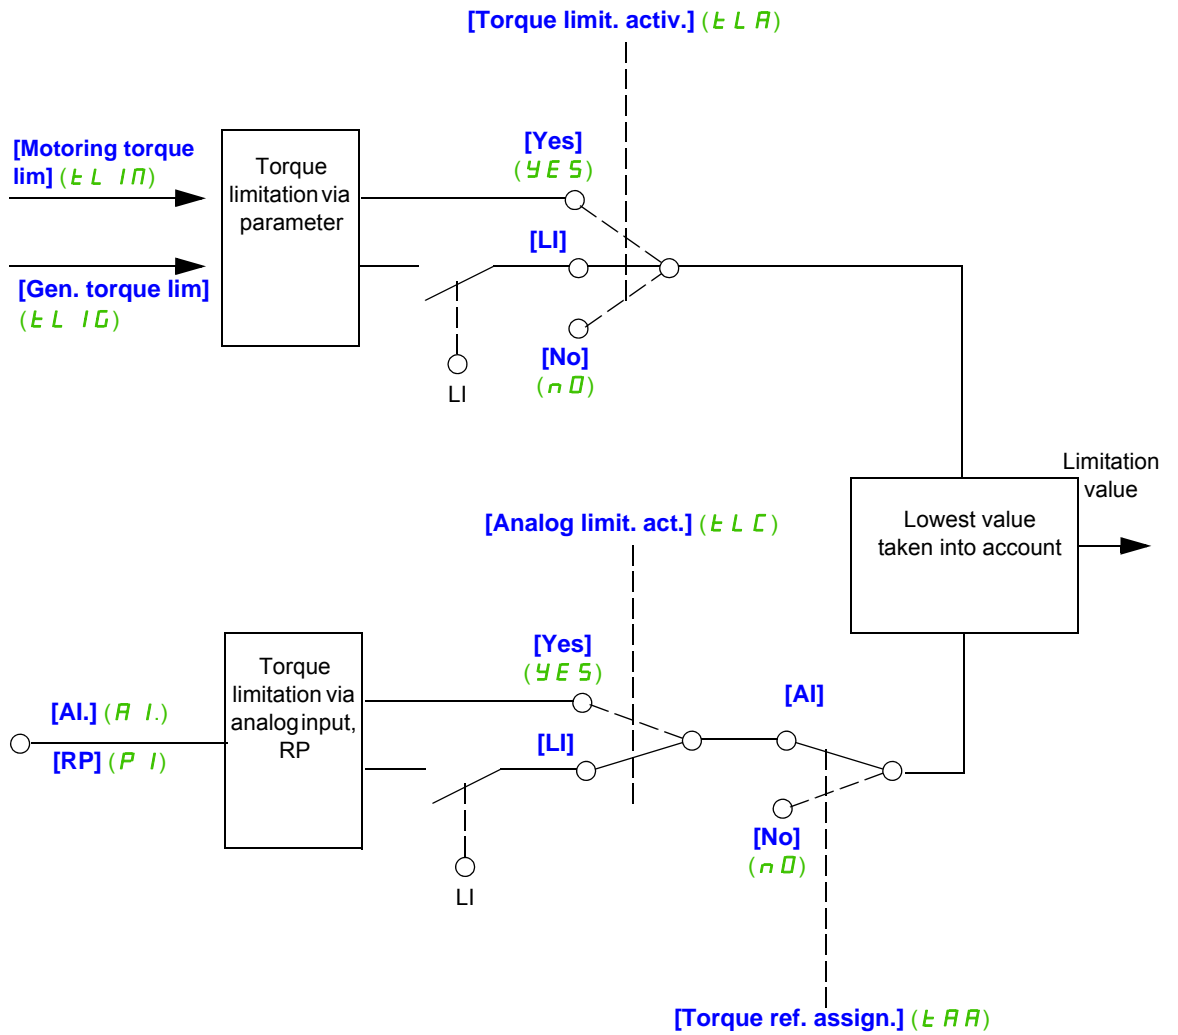 [Torque limit. activ.] (tLA)
[Motoring torque
lim] (tLIM)
Torque
limitation via
parameter
[Yes]
(YES)
[LI]
[Gen. torque lim]
(tLIG)
[No]
(nO)
LI
Limitation
value
Lowest value
taken into account
[Analog limit. act.] (tLC)
[Yes]
(YES)
Torque
limitation via
analog input,
RP
[AI.] (AI.)
[RP] (PI)
[LI]
[AI]
[No]
(nO)
LI
[Torque ref. assign.] (tAA)